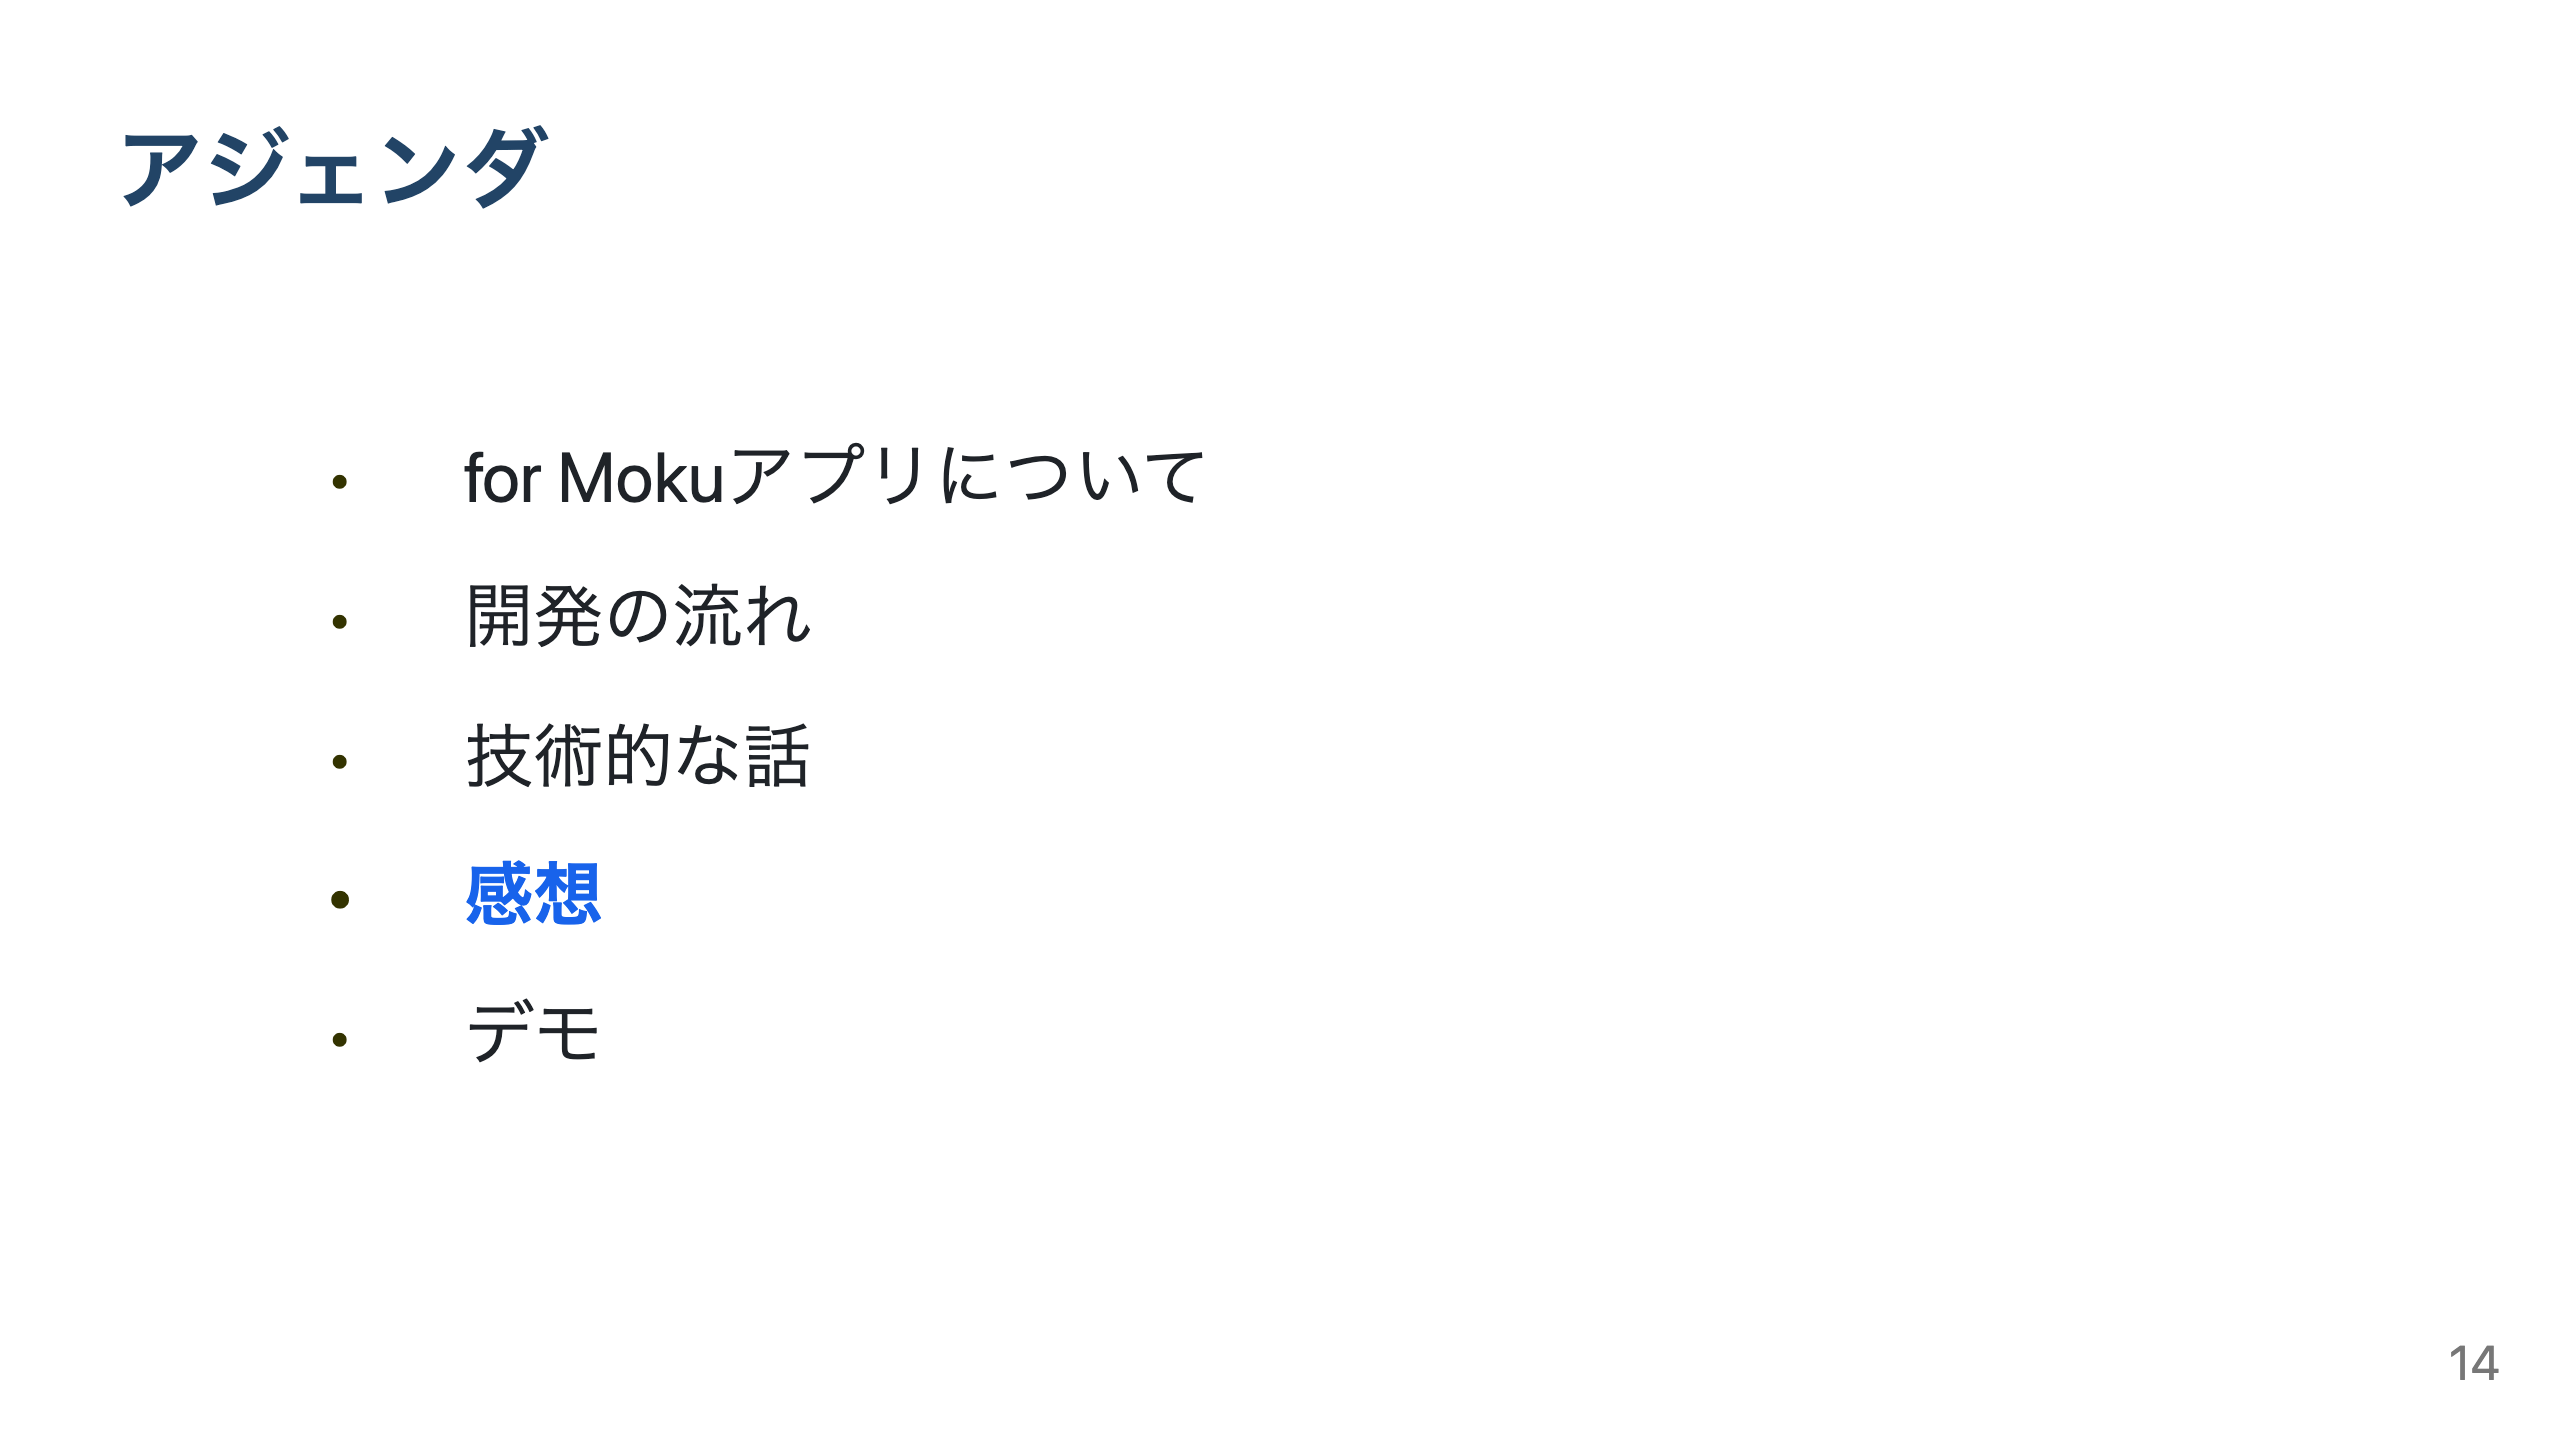 アジェンダ
• for Mokuアプリについて
• 開発の流れ
• 技術的な話
• 感想
• デモ
14